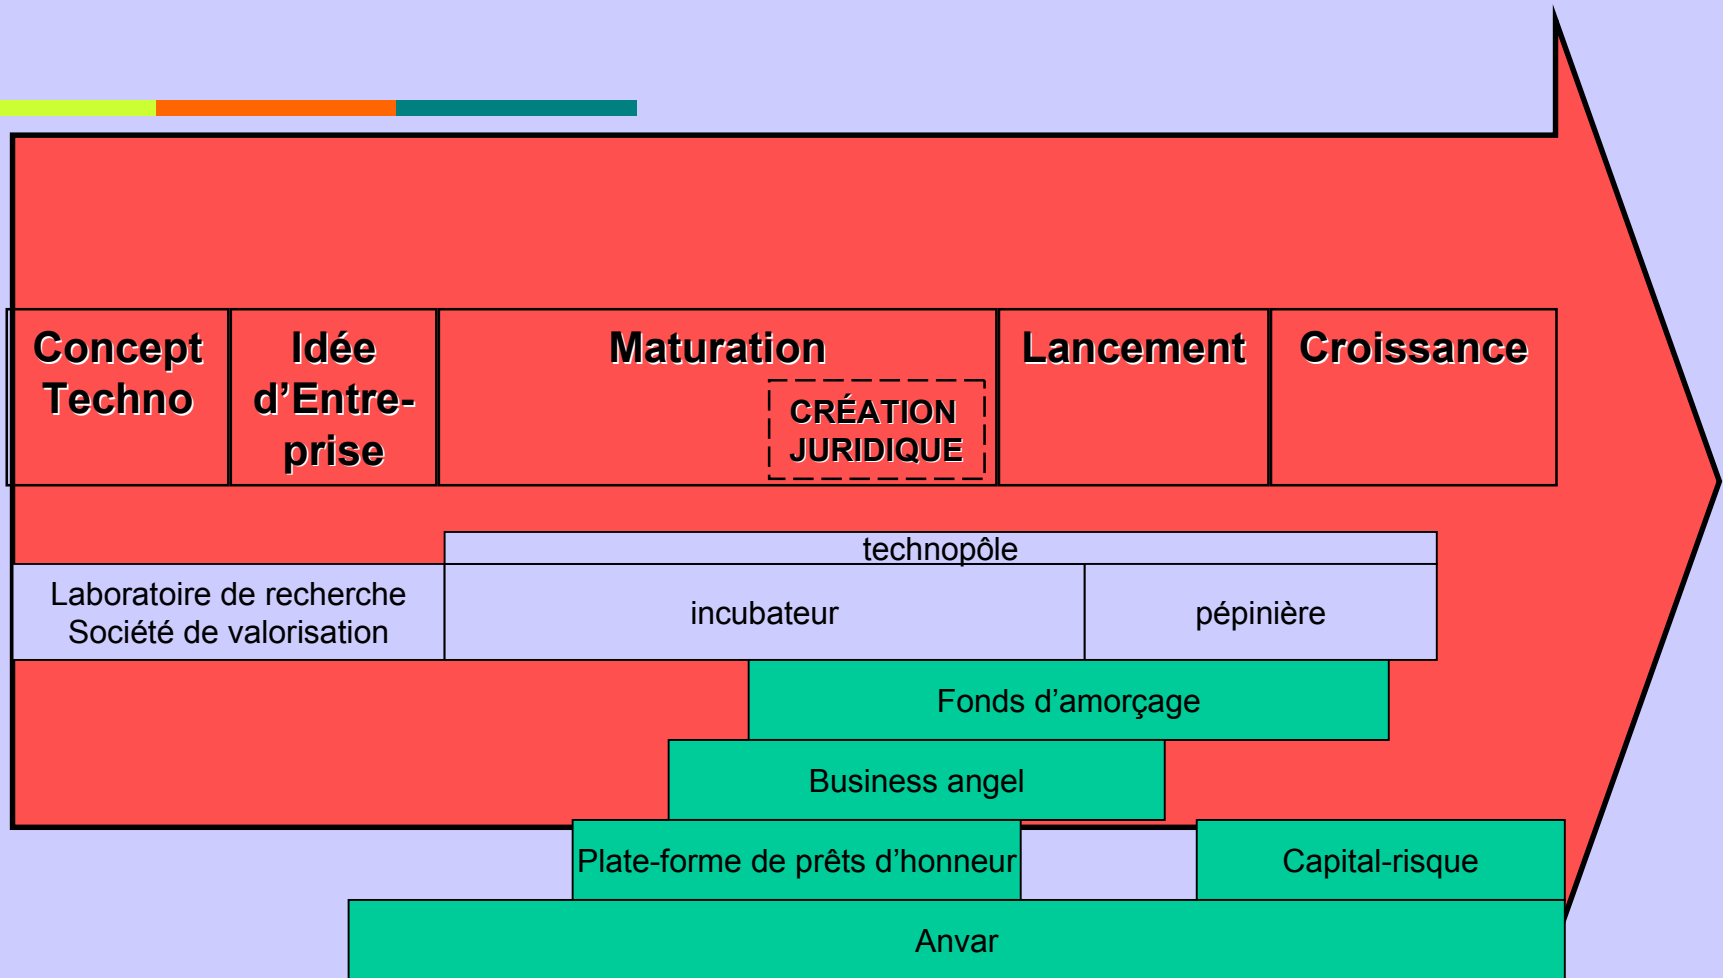 Concept
Techno
Idée
d’Entre-
prise
Maturation
CRÉATION
JURIDIQUE
Lancement
Croissance
technopôle
Laboratoire de recherche
Société de valorisation
incubateur
pépinière
Fonds d’amorçage
Business angel
Plate-forme de prêts d’honneur
Capital-risque
Anvar